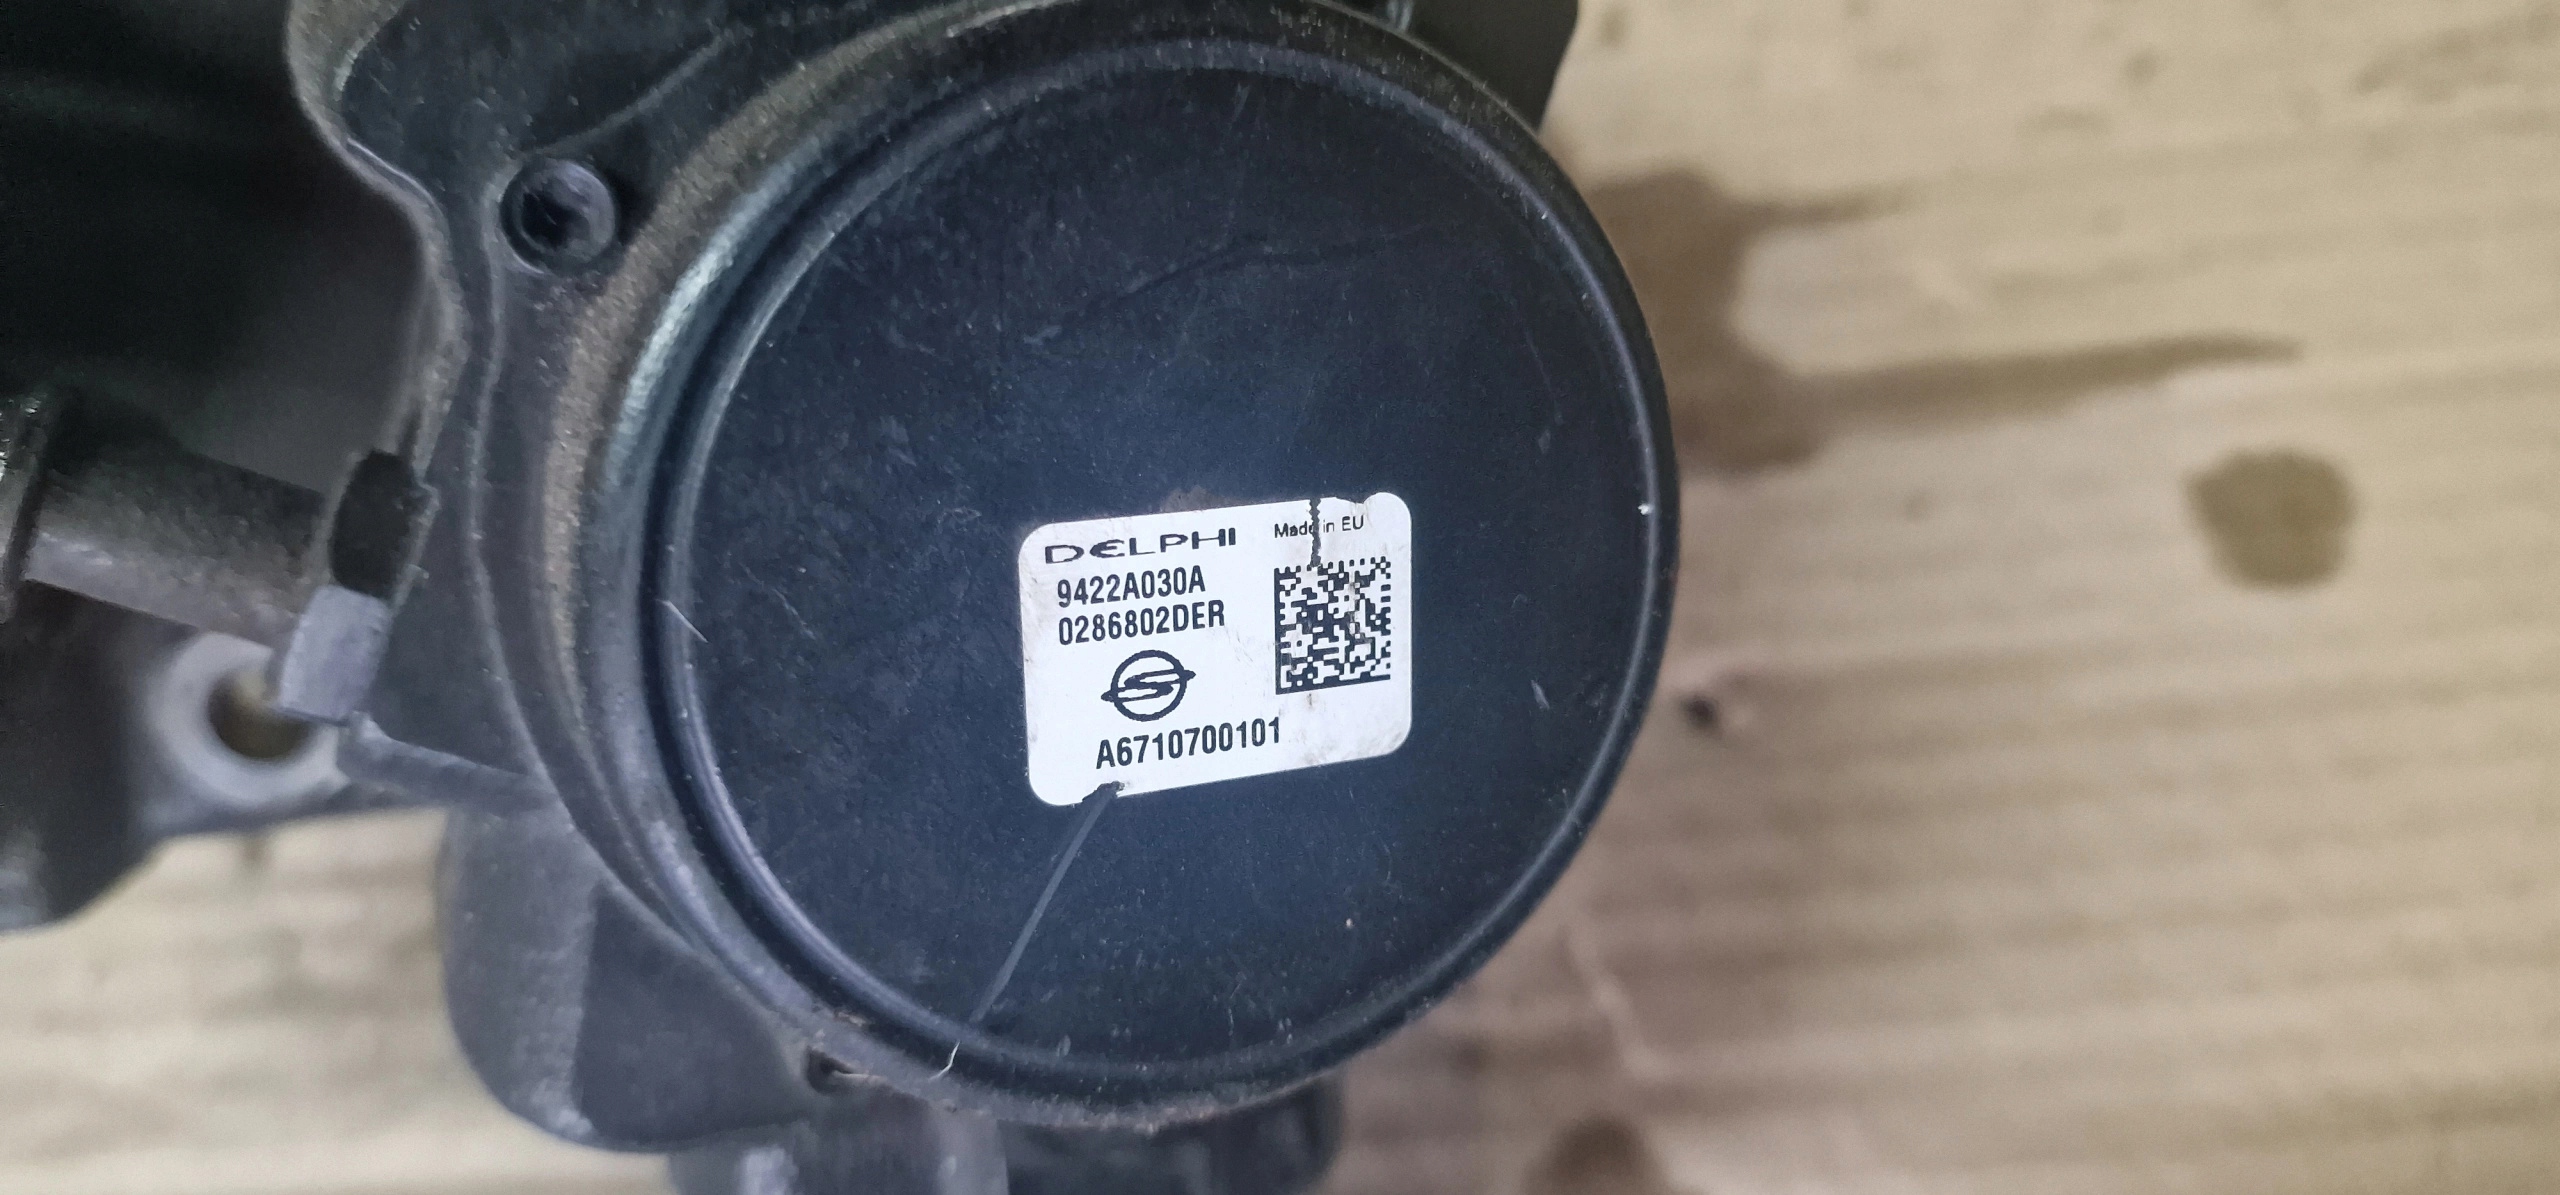 DELPHI
Made in EU
9422A030A
0286802DER
A6710700101